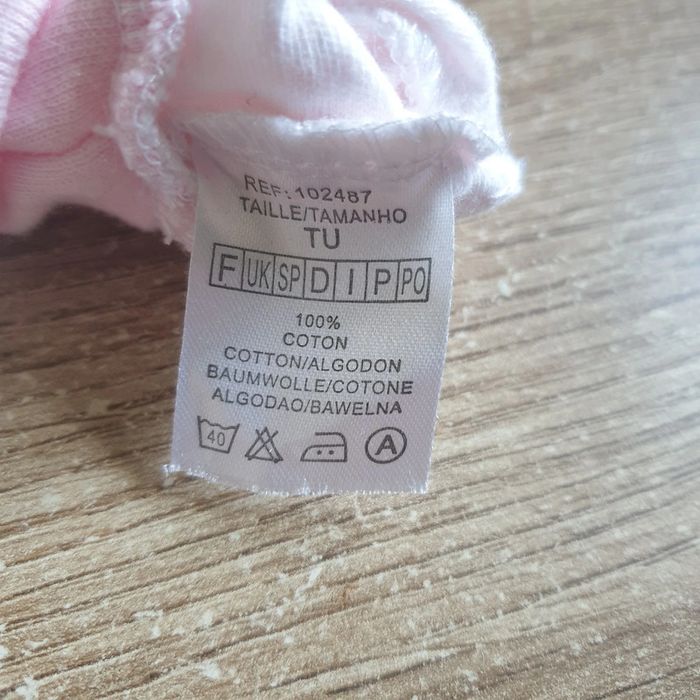 REF:102487
TAILLE/TAMANHO
TU
F UK SP D I P PO
100%
COTON
COTTON/ALGODON
BAUMWOLLE/COTONE
ALGODAO/BAWELNA
40 A